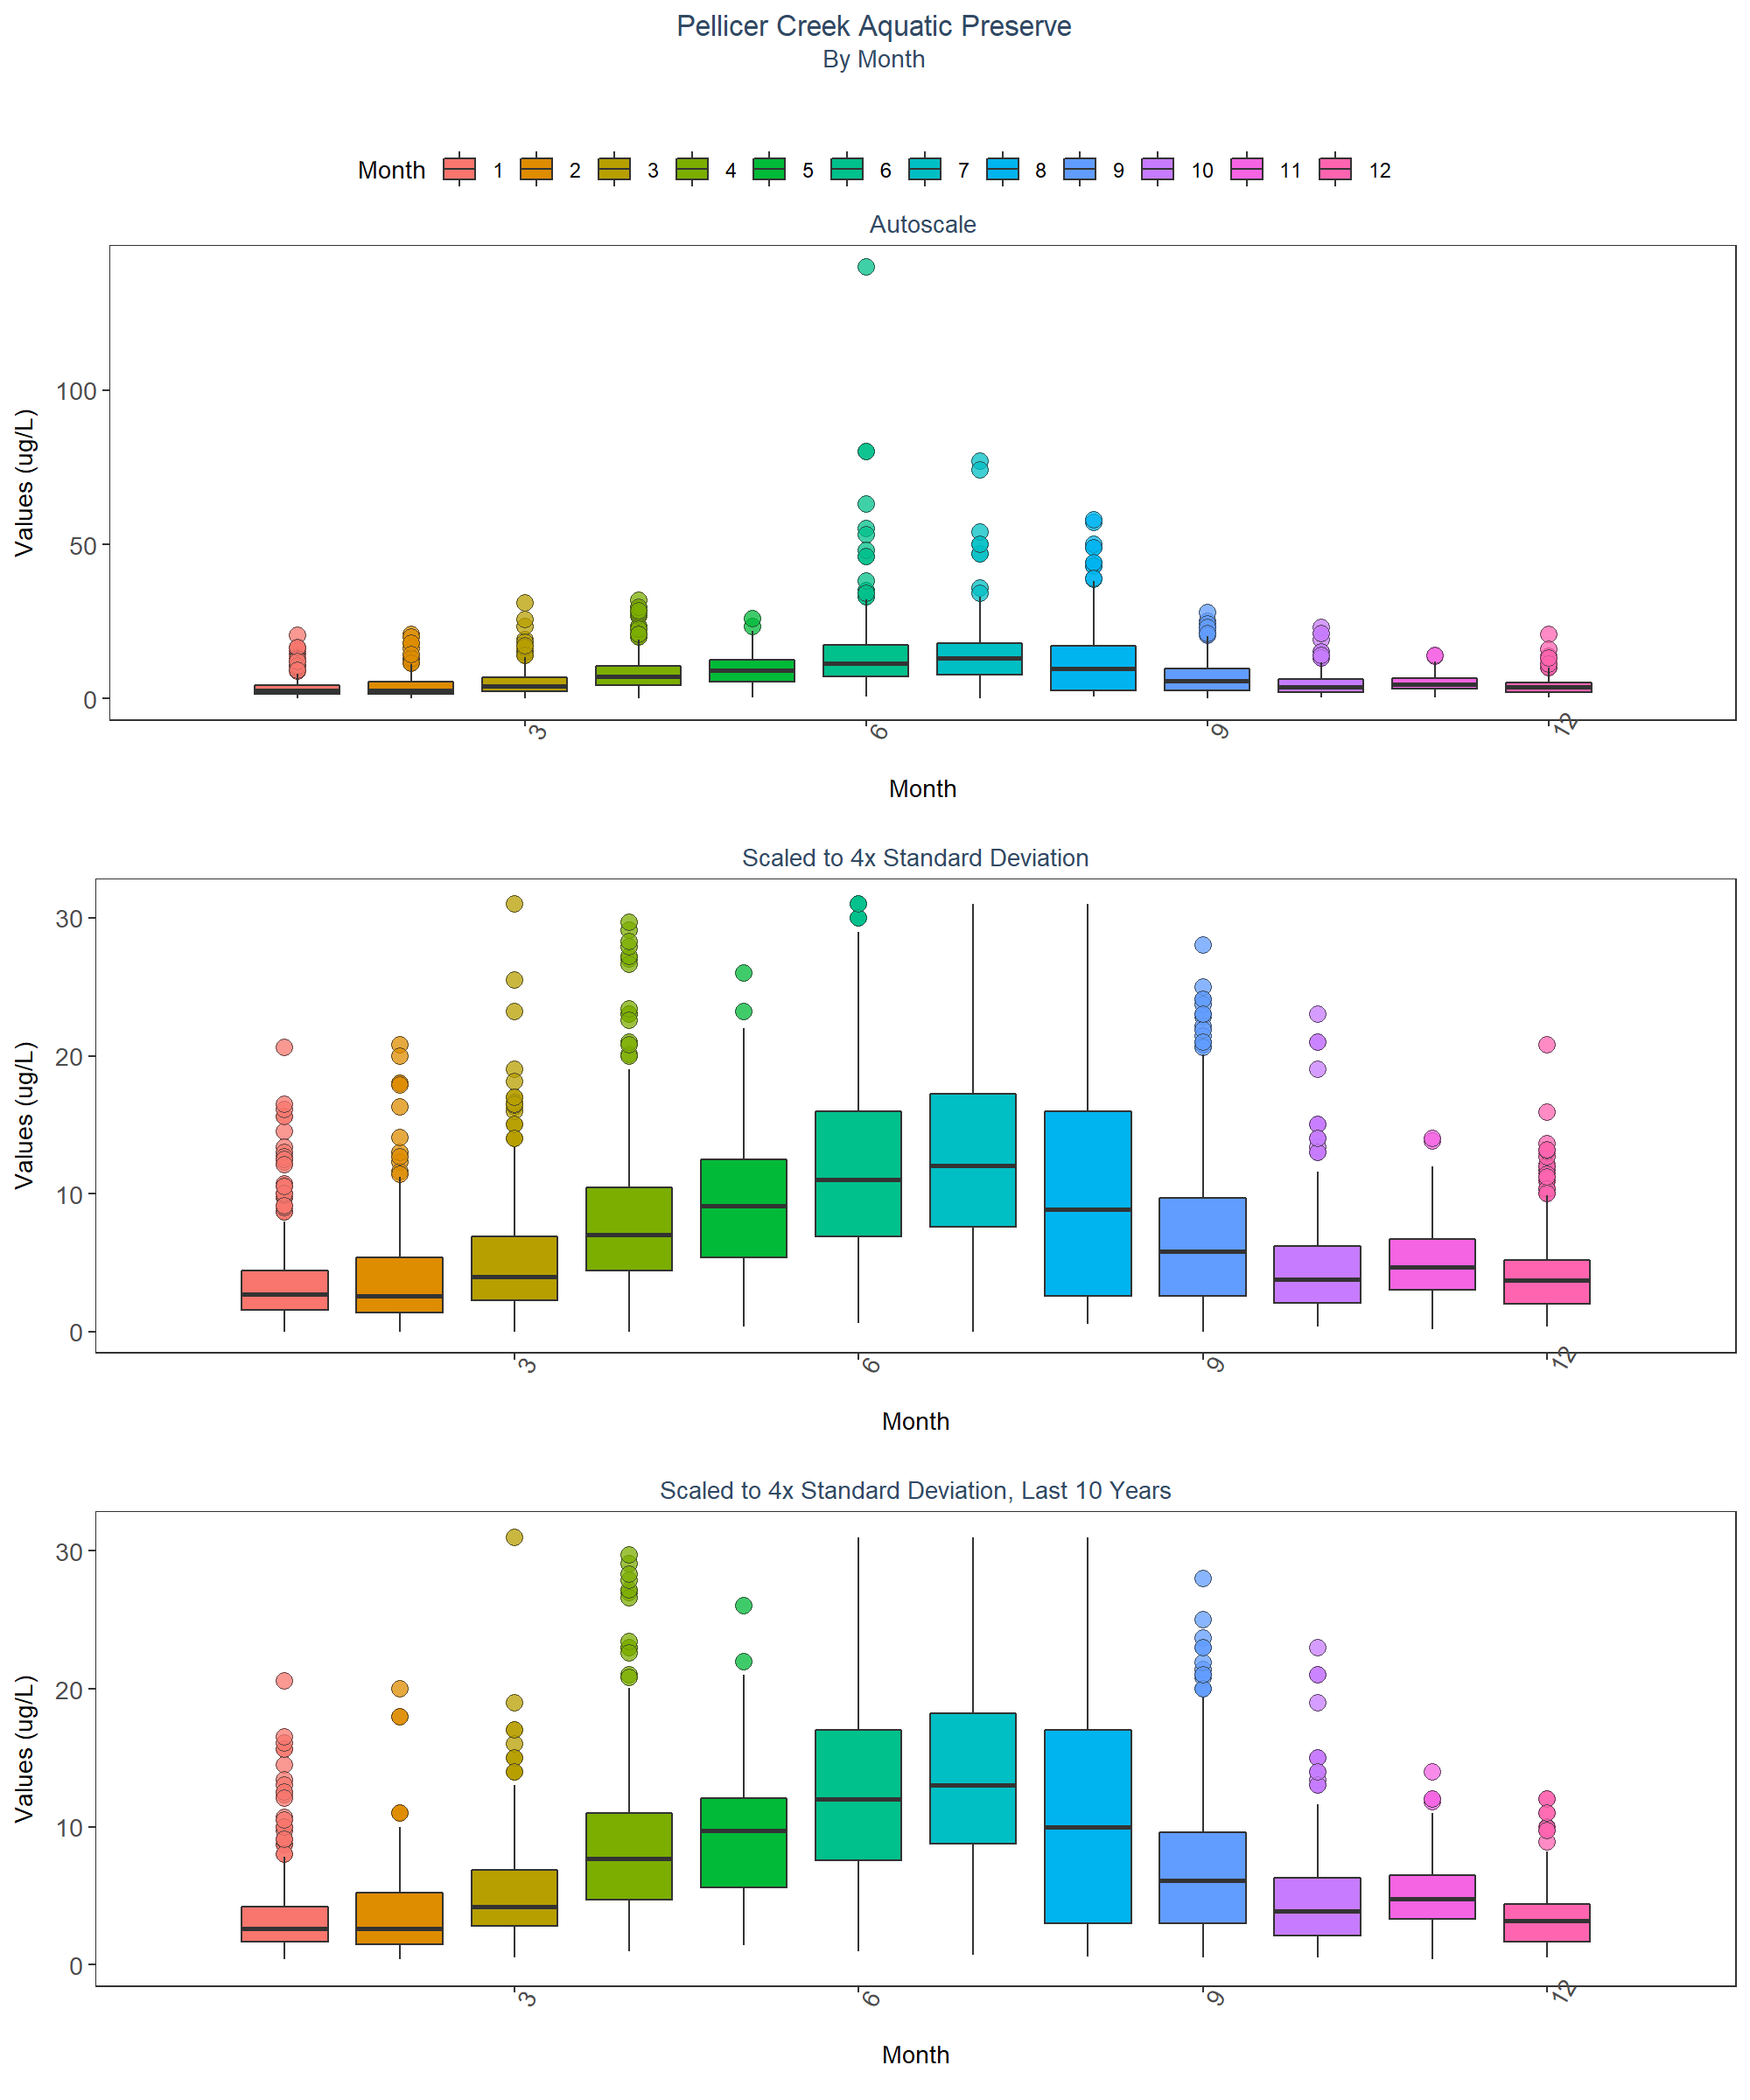 Pellicer Creek Aquatic Preserve
By Month
Month 1 2 3 4 5 6 7 8 9 10 11 12
Autoscale
Values (ug/L)
100
50
0
3 6 9 12
Month
Scaled to 4x Standard Deviation
Values (ug/L)
30
20
10
0
3 6 9 12
Month
Scaled to 4x Standard Deviation, Last 10 Years
Values (ug/L)
30
20
10
0
3 6 9 12
Month